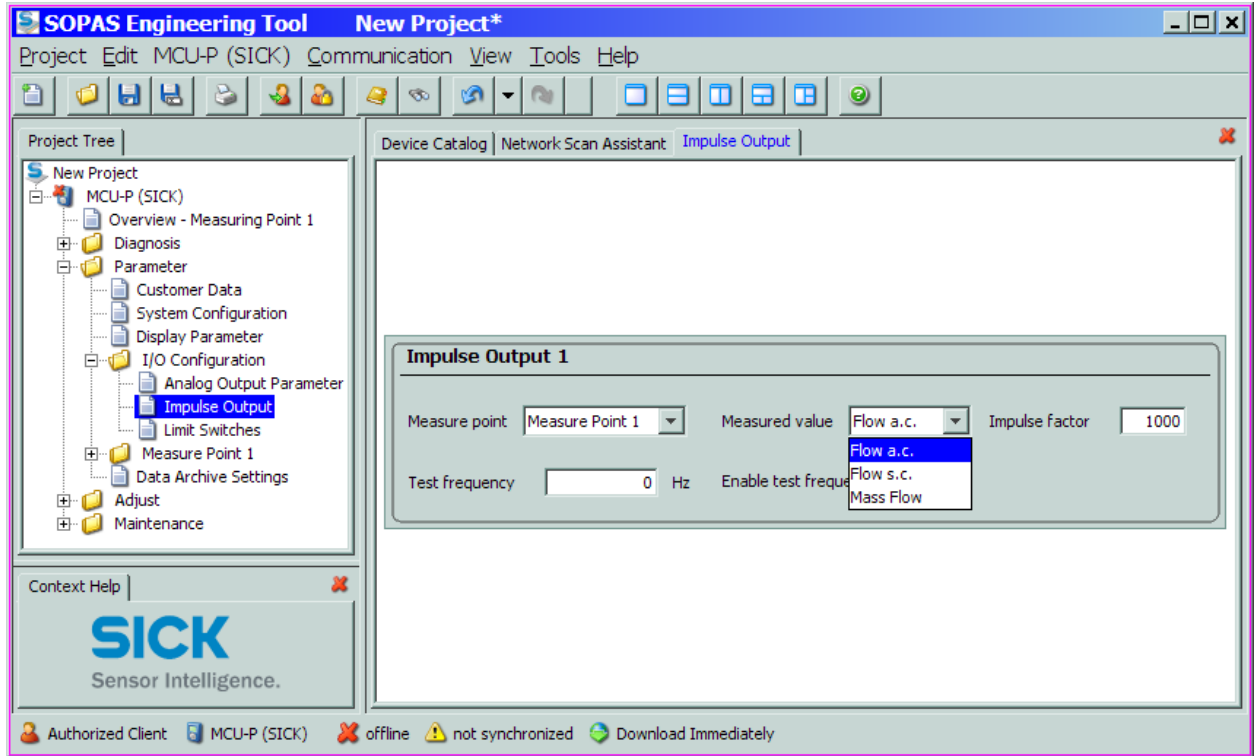 SOPAS Engineering Tool New Project*
Project Edit MCU-P (SICK) Communication View Tools Help
Project Tree
New Project
MCU-P (SICK)
Overview - Measuring Point 1
Diagnosis
Parameter
Customer Data
System Configuration
Display Parameter
I/O Configuration
Analog Output Parameter
Impulse Output
Limit Switches
Measure Point 1
Data Archive Settings
Adjust
Maintenance
Context Help
SICK
Sensor Intelligence.
Device Catalog Network Scan Assistant Impulse Output
Impulse Output 1
Measure point Measure Point 1 Measured value Flow a.c. Impulse factor 1000
Flow a.c.
Flow s.c.
Mass Flow
Test frequency 0 Hz Enable test freque
Authorized Client MCU-P (SICK) offline not synchronized Download Immediately